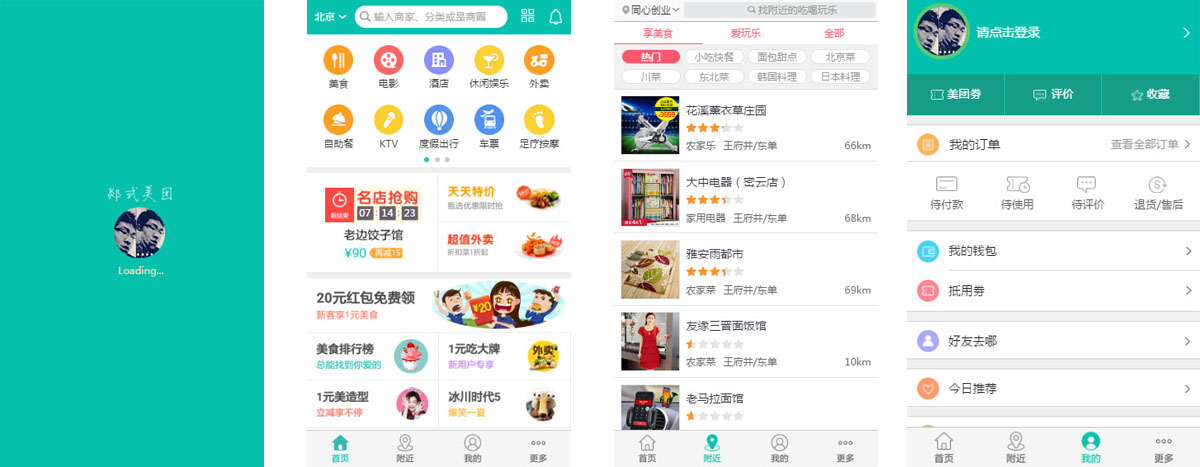 郝式美团
Loading...
北京
输入商家、分类或是商圈
美食
电影
酒店
休闲娱乐
外卖
自助餐
KTV
度假出行
车票
足疗按摩
名店抢购
距结束
07:14:23
老边饺子馆
¥90
再减15
天天特价
甄选优惠限时抢
超值外卖
折扣菜1折起
20元红包免费领
新客享1元美食
¥20
美食排行榜
总能找到你爱的
1元吃大牌
新用户专享
外卖
1元美造型
立减享不停
冰川时代5
爆笑一夏
首页
附近
我的
更多
同心创业
找附近的吃喝玩乐
享美食
爱玩乐
全部
热门
小吃快餐
面包甜点
北京菜
川菜
东北菜
韩国料理
日本料理
花溪薰衣草庄园
农家乐 王府井/东单
66km
大中电器（密云店）
家用电器 王府井/东单
68km
雅安雨都市
农家菜 王府井/东单
69km
友缘三晋面饭馆
农家菜 王府井/东单
10km
老马拉面馆
首页
附近
我的
更多
请点击登录
美团券
评价
收藏
我的订单
查看全部订单
待付款
待使用
待评价
退货/售后
我的钱包
抵用券
好友去哪
今日推荐
首页
附近
我的
更多